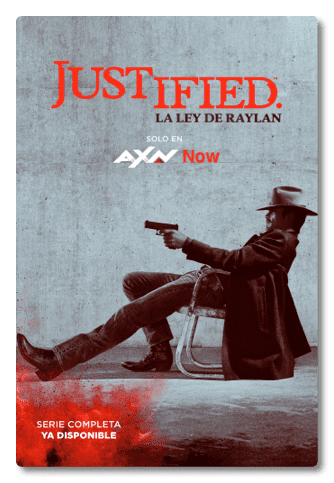 JUSTIFIED.
LA LEY DE RAYLAN
SOLO EN
AXN Now
SERIE COMPLETA
YA DISPONIBLE